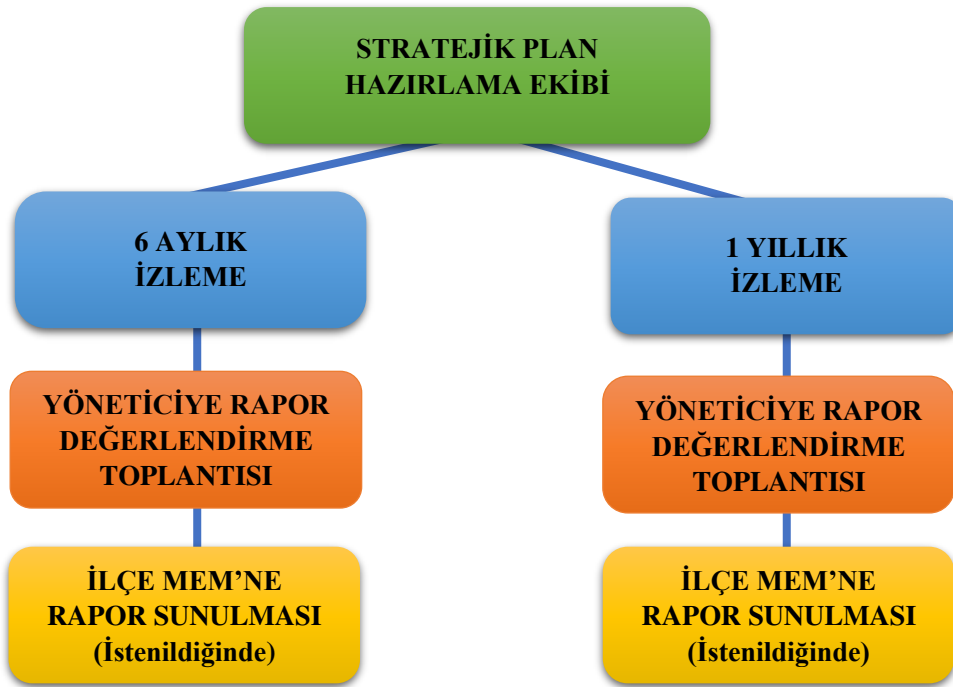 STRATEJİK PLAN
HAZIRLAMA EKİBİ
6 AYLIK
İZLEME
1 YILLIK
İZLEME
YÖNETİCİYE RAPOR
DEĞERLENDİRME
TOPLANTISI
YÖNETİCİYE RAPOR
DEĞERLENDİRME
TOPLANTISI
İLÇE MEM’NE
RAPOR SUNULMASI
(İstenildiğinde)
İLÇE MEM’NE
RAPOR SUNULMASI
(İstenildiğinde)